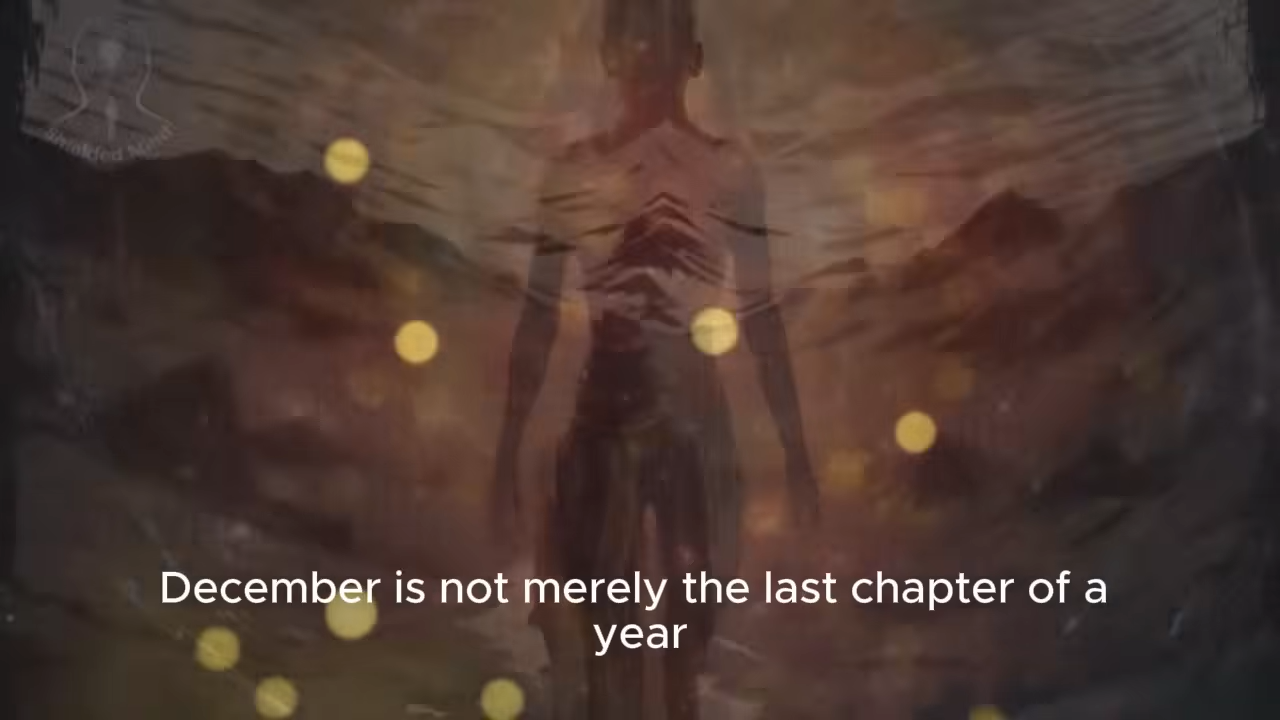 December is not merely the last chapter of a
year